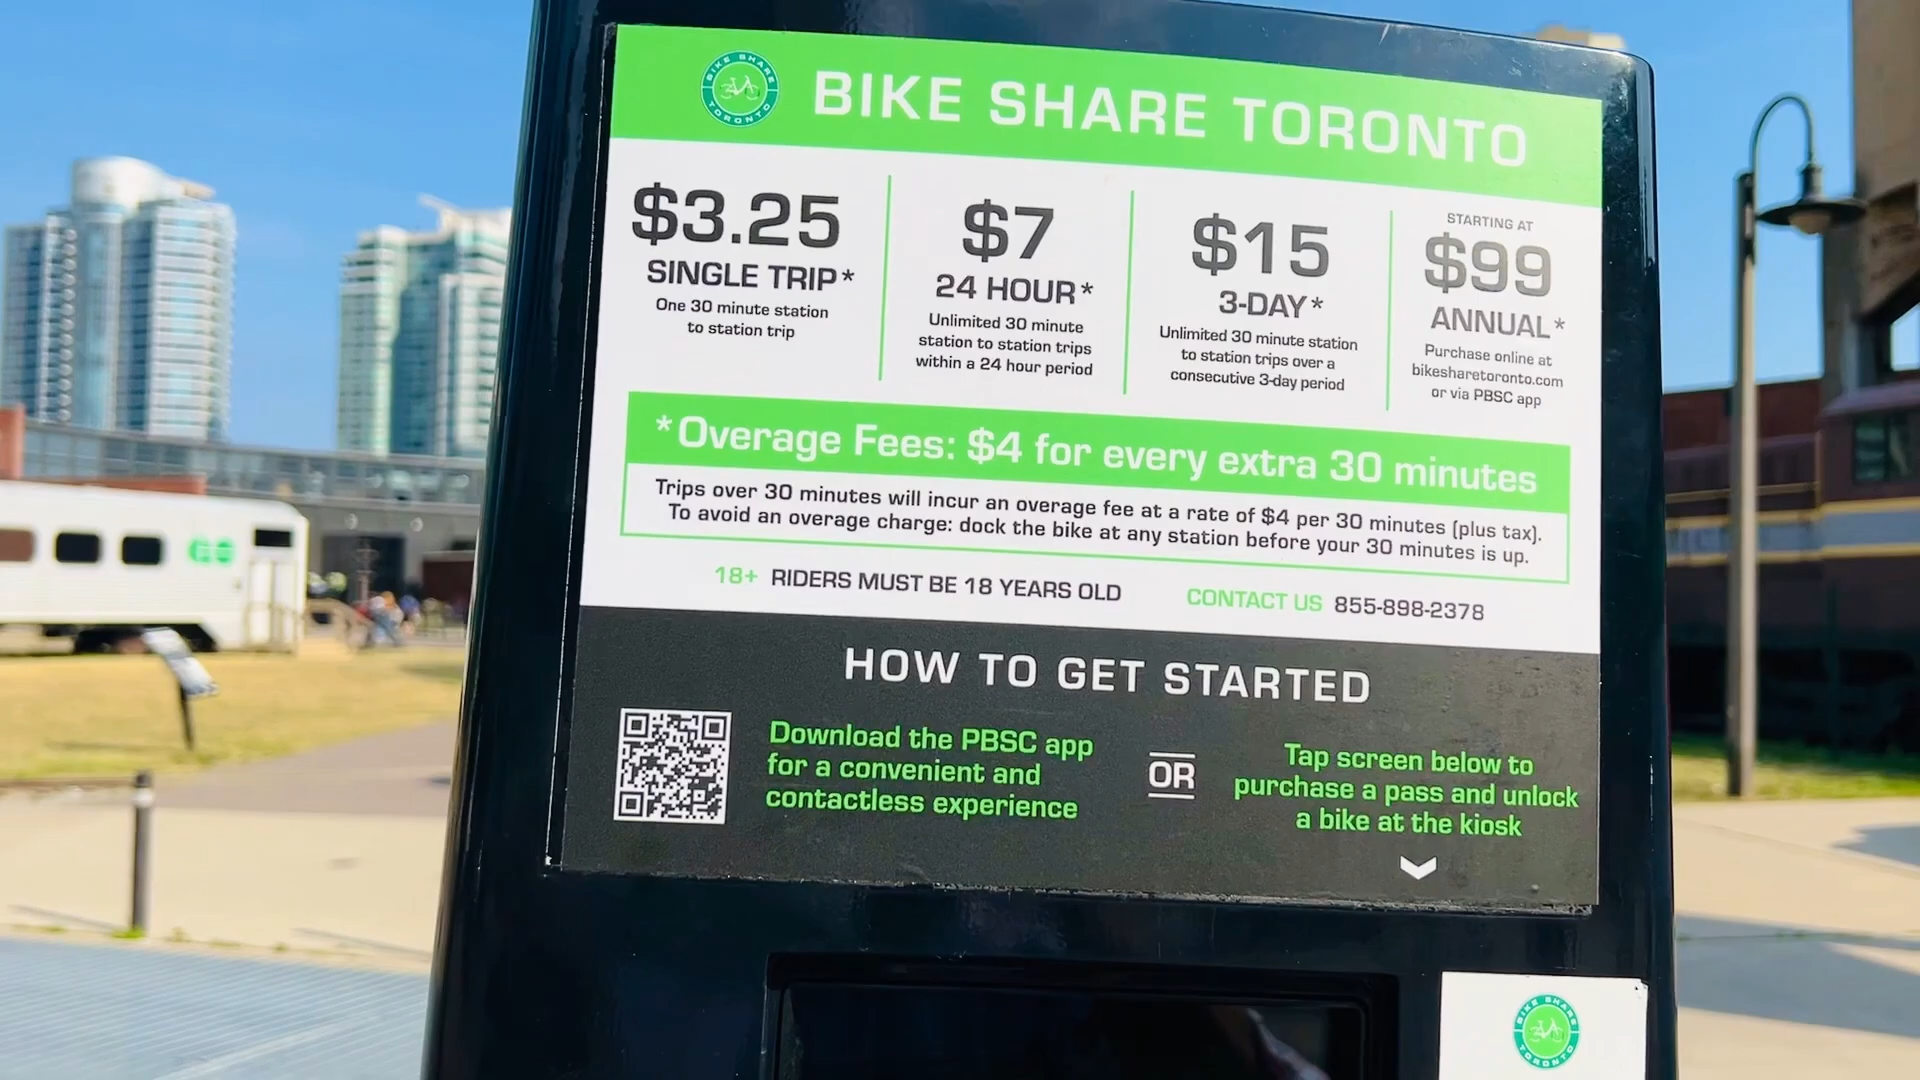 BIKE SHARE TORONTO
BIKE SHARE TORONTO
$3.25
SINGLE TRIP*
One 30 minute station
to station trip
$7
24 HOUR*
Unlimited 30 minute
station to station trips
within a 24 hour period
$15
3-DAY*
Unlimited 30 minute station
to station trips over a
consecutive 3-day period
STARTING AT
$99
ANNUAL*
Purchase online at
bikesharetoronto.com
or via PBSC app
*Overage Fees: $4 for every extra 30 minutes
Trips over 30 minutes will incur an overage fee at a rate of $4 per 30 minutes (plus tax).
To avoid an overage charge: dock the bike at any station before your 30 minutes is up.
18+ RIDERS MUST BE 18 YEARS OLD
CONTACT US 855-898-2378
HOW TO GET STARTED
Download the PBSC app
for a convenient and
contactless experience
OR
Tap screen below to
purchase a pass and unlock
a bike at the kiosk
BIKE SHARE TORONTO
GO